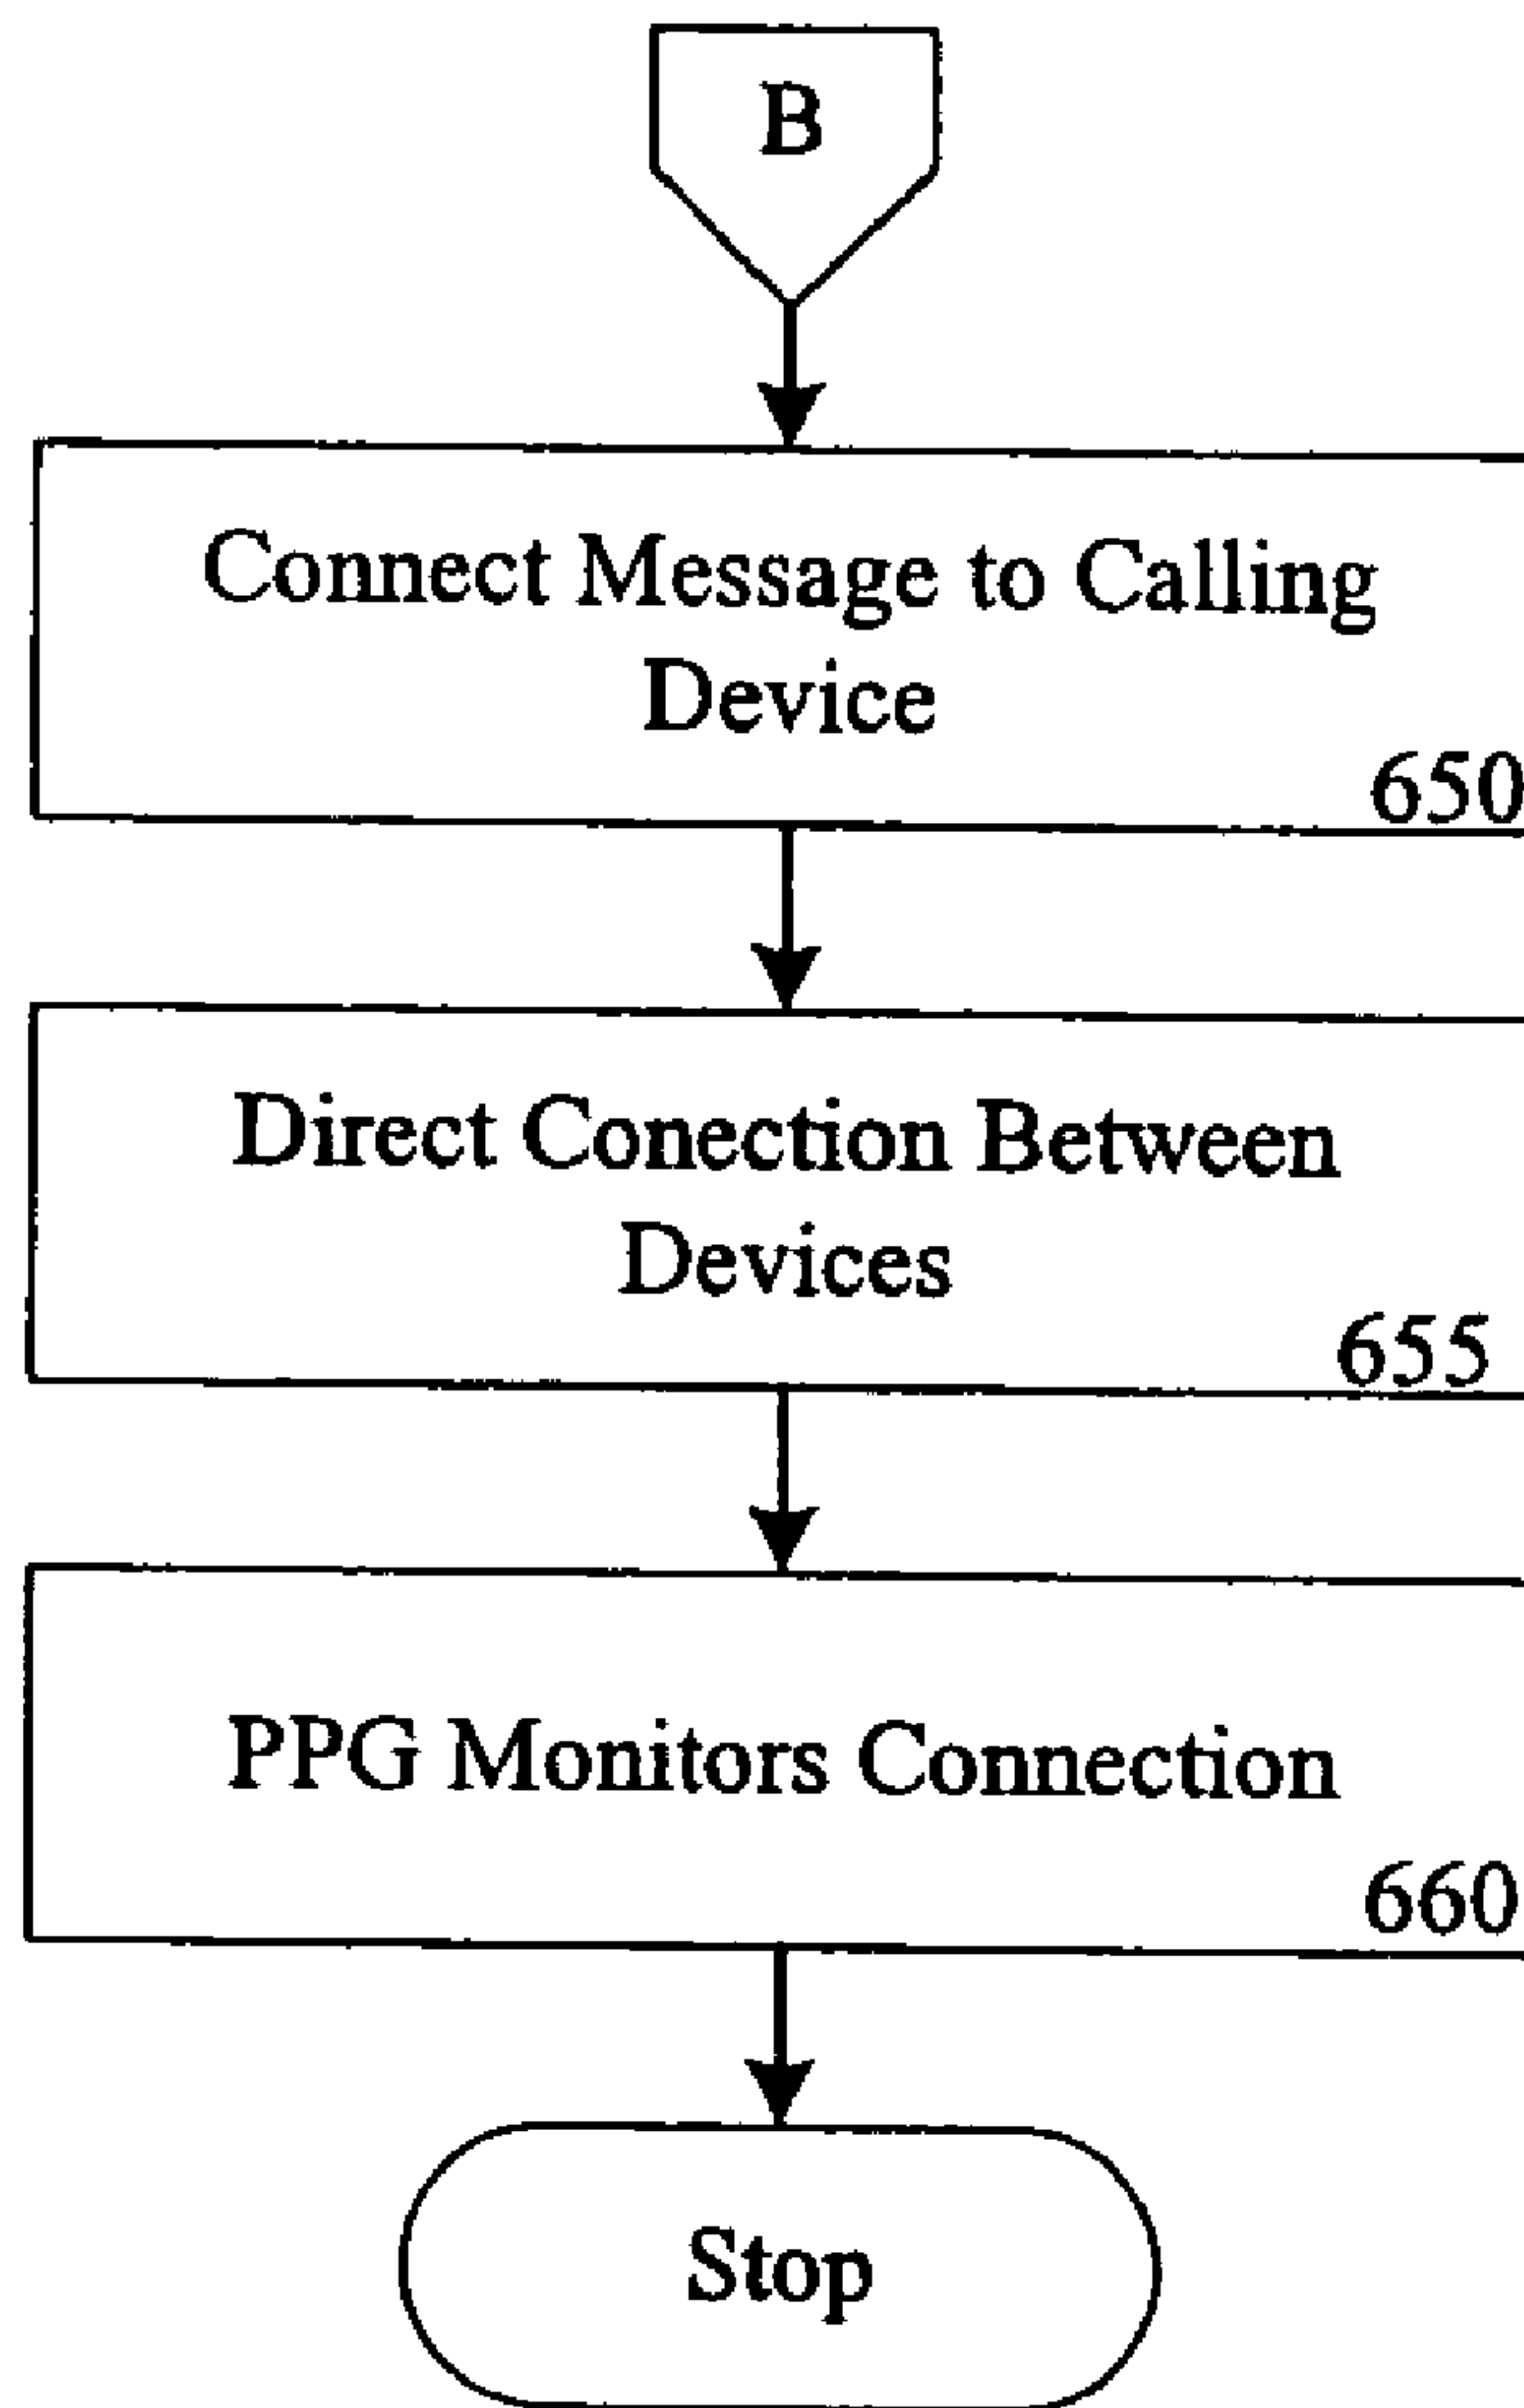 B
Connect Message to Calling
Device
650
Direct Conection Between
Devices
655
PPG Monitors Connection
660
Stop